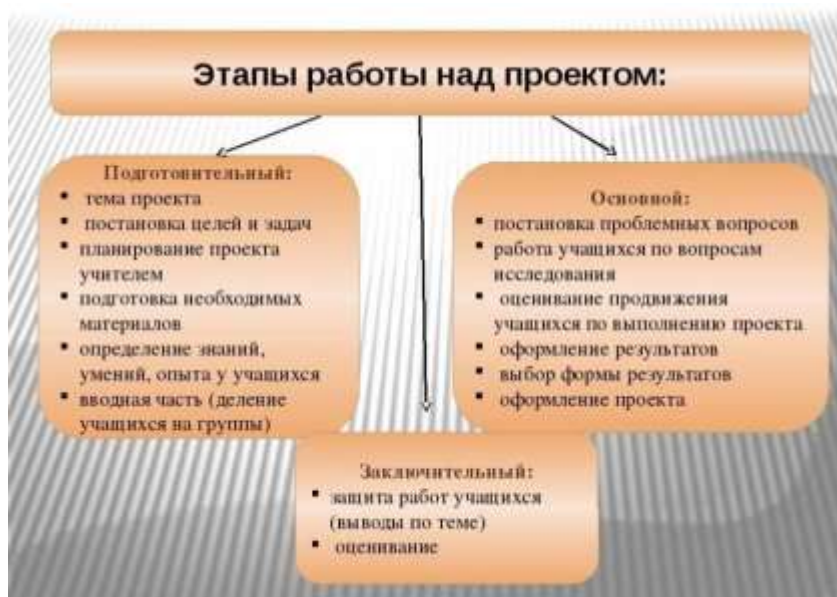 Этапы работы над проектом:
Подготовительный:
▪ тема проекта
▪ постановка целей и задач
▪ планирование проекта
учителем
▪ подготовка необходимых
материалов
▪ определение знаний,
умений, опыта у учащихся
▪ вводная часть (деление
учащихся на группы)
Основной:
▪ постановка проблемных вопросов
▪ работа учащихся по вопросам
исследования
▪ оценивание продвижения
учащихся по выполнению проекта
▪ оформление результатов
▪ выбор формы результатов
▪ оформление проекта
Заключительный:
▪ защита работ учащихся
(выводы по теме)
▪ оценивание